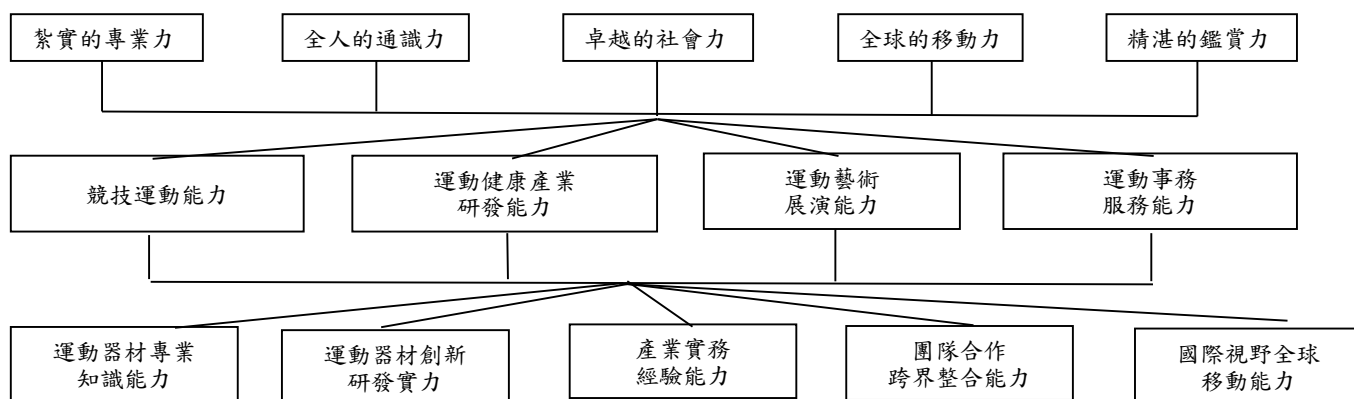 紮實的專業力
全人的通識力
卓越的社會力
全球的移動力
精湛的鑑賞力
競技運動能力
運動健康產業
研發能力
運動藝術
展演能力
運動事務
服務能力
運動器材專業
知識能力
運動器材創新
研發實力
產業實務
經驗能力
團隊合作
跨界整合能力
國際視野全球
移動能力